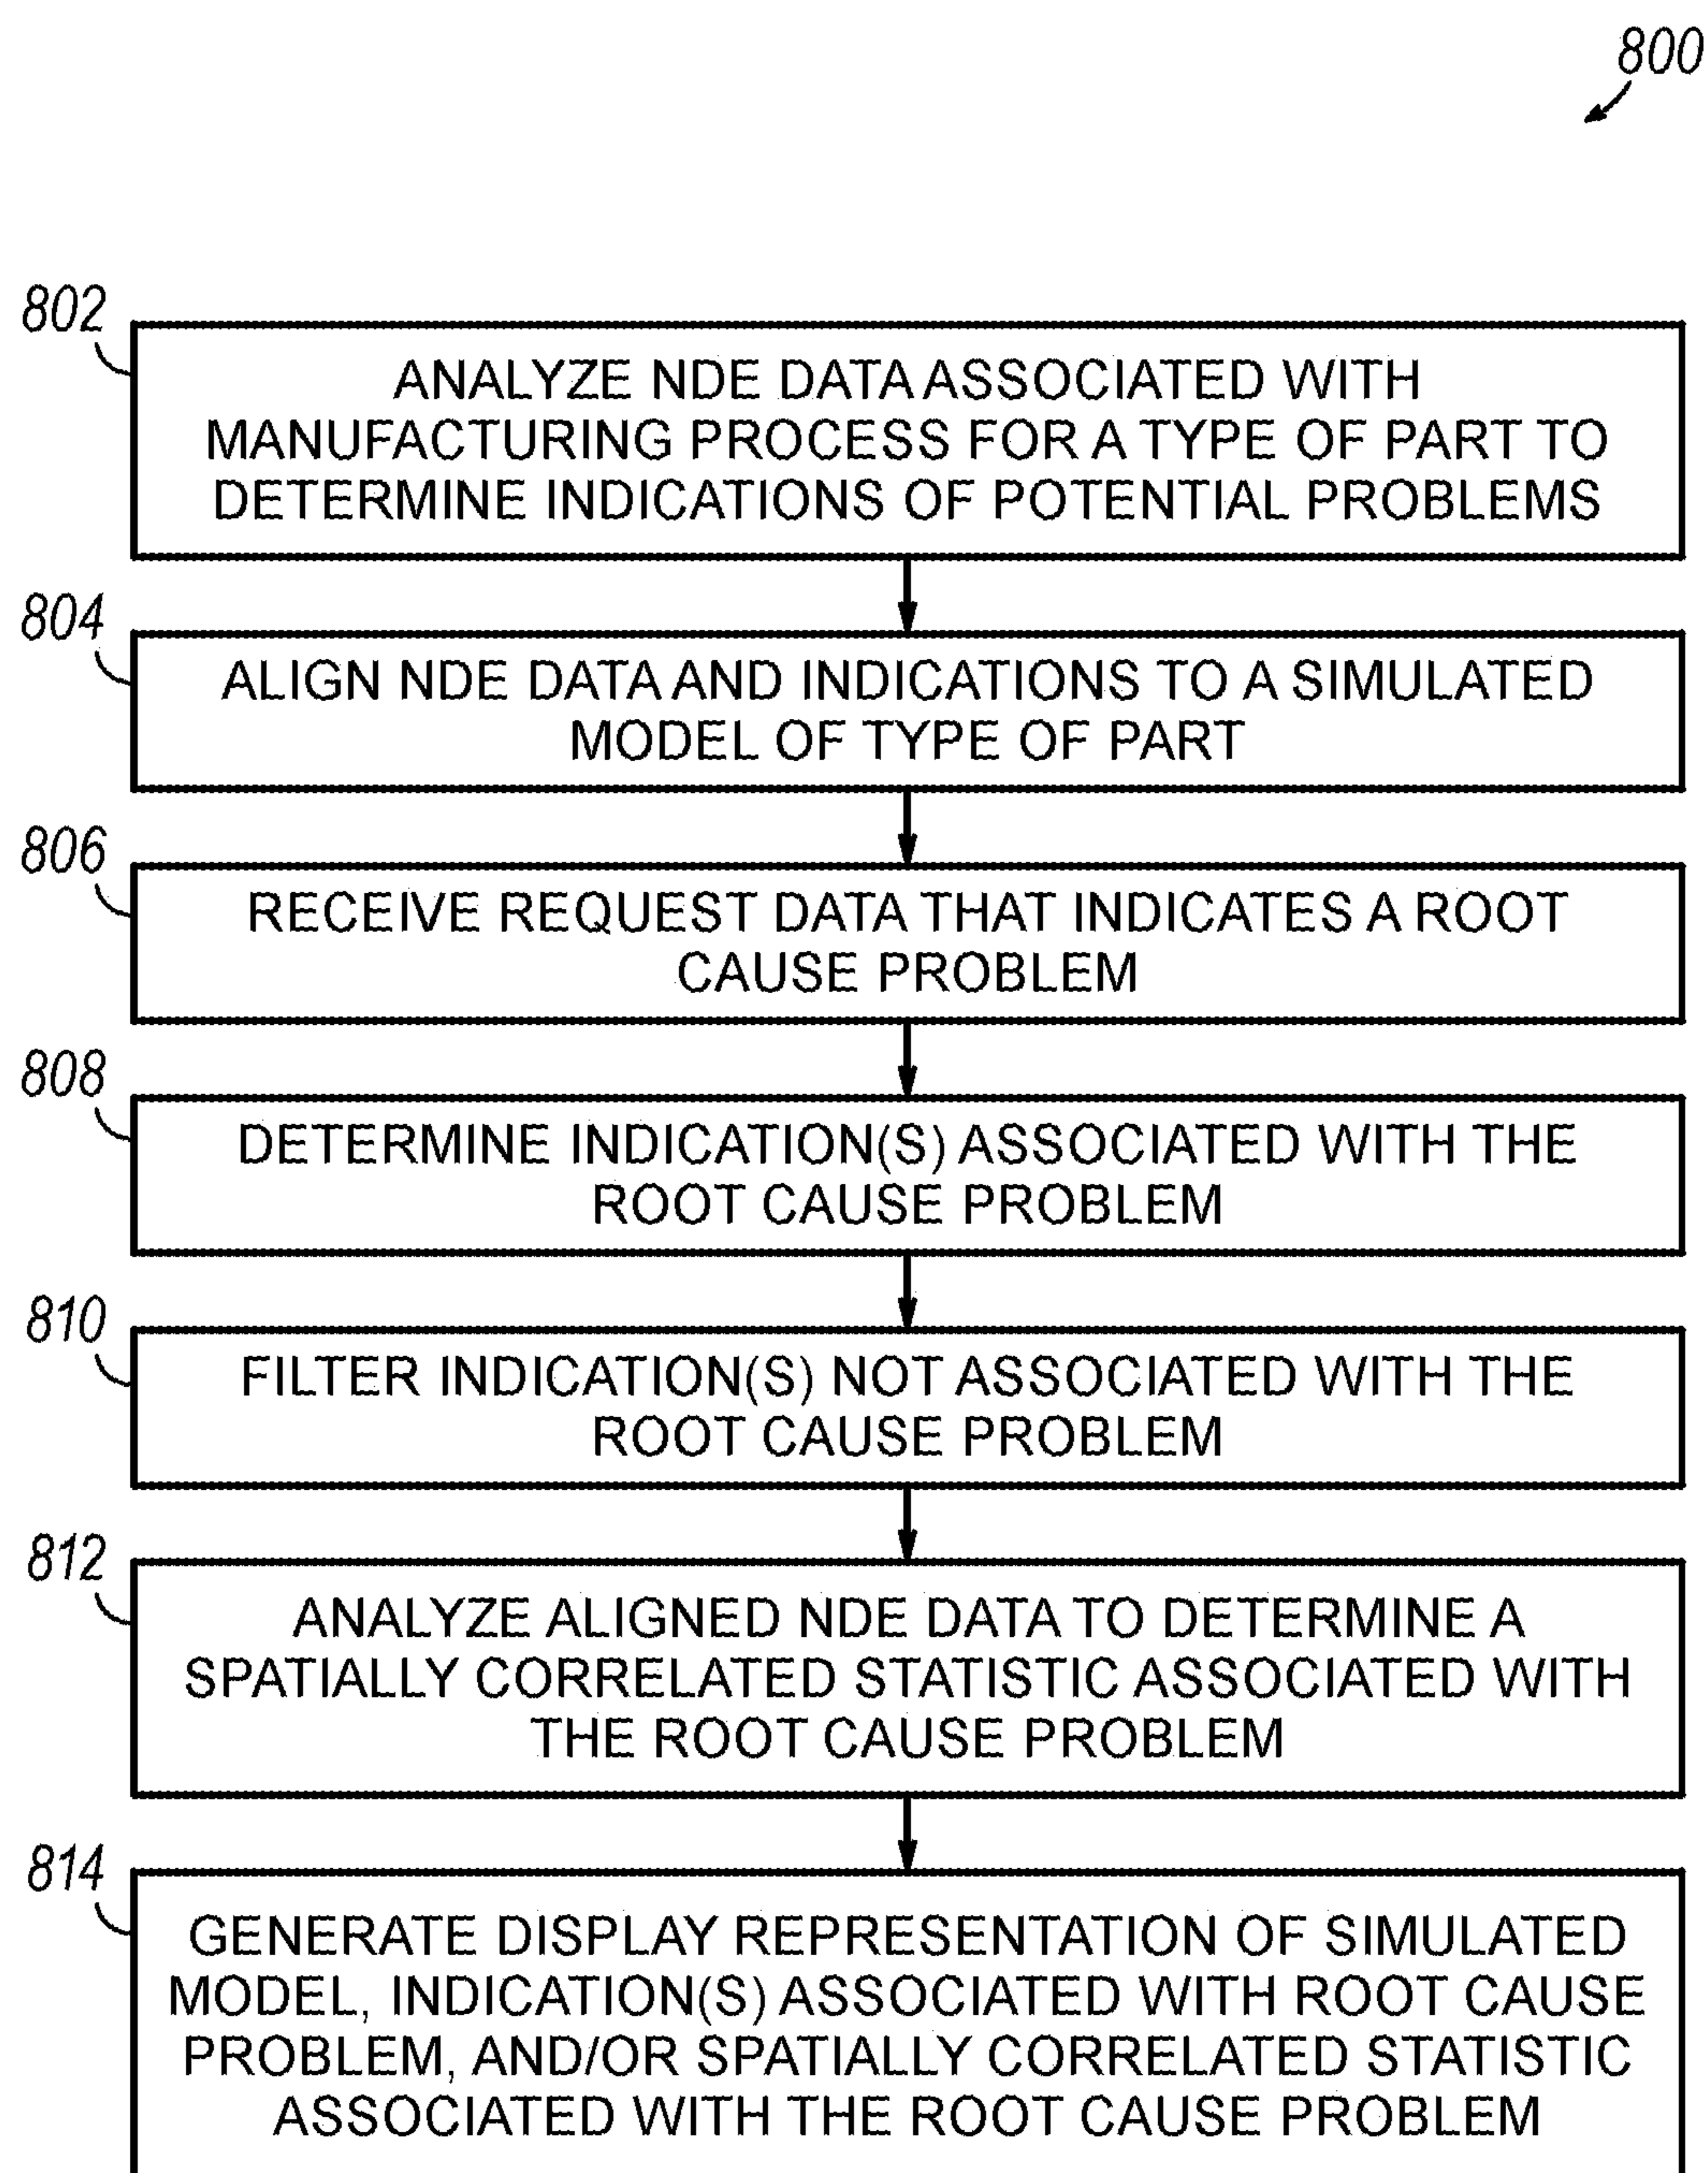 800
802
ANALYZE NDE DATA ASSOCIATED WITH
MANUFACTURING PROCESS FOR A TYPE OF PART TO
DETERMINE INDICATIONS OF POTENTIAL PROBLEMS
804
ALIGN NDE DATA AND INDICATIONS TO A SIMULATED
MODEL OF TYPE OF PART
806
RECEIVE REQUEST DATA THAT INDICATES A ROOT
CAUSE PROBLEM
808
DETERMINE INDICATION(S) ASSOCIATED WITH THE
ROOT CAUSE PROBLEM
810
FILTER INDICATION(S) NOT ASSOCIATED WITH THE
ROOT CAUSE PROBLEM
812
ANALYZE ALIGNED NDE DATA TO DETERMINE A
SPATIALLY CORRELATED STATISTIC ASSOCIATED WITH
THE ROOT CAUSE PROBLEM
814
GENERATE DISPLAY REPRESENTATION OF SIMULATED
MODEL, INDICATION(S) ASSOCIATED WITH ROOT CAUSE
PROBLEM, AND/OR SPATIALLY CORRELATED STATISTIC
ASSOCIATED WITH THE ROOT CAUSE PROBLEM